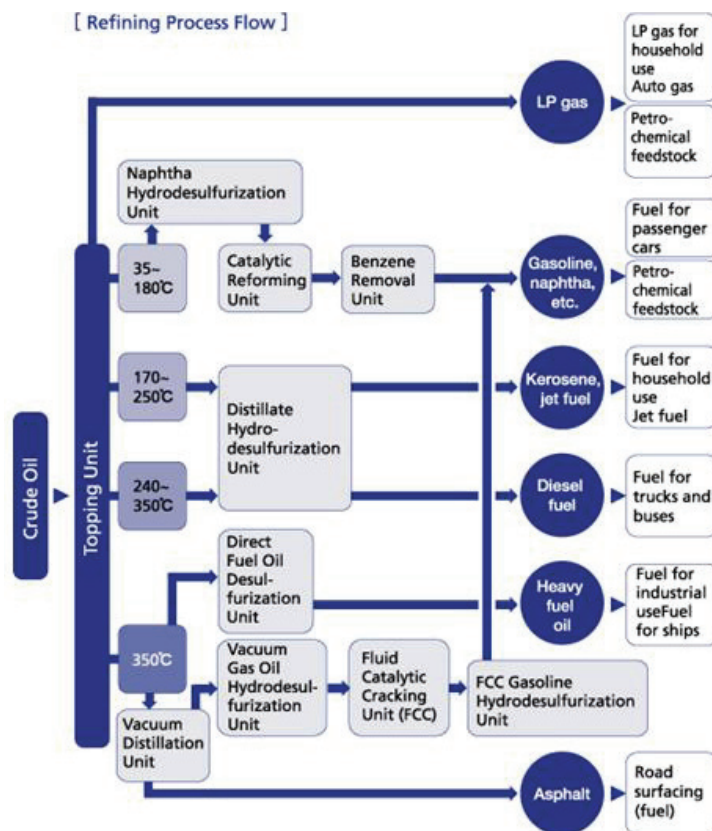 [ Refining Process Flow ]
LP gas
LP gas for
household
use
Auto gas
Petro-
chemical
feedstock
Naphtha
Hydrodesulfurization
Unit
35~
180℃
Catalytic
Reforming
Unit
Benzene
Removal
Unit
Gasoline,
naphtha,
etc.
Fuel for
passenger
cars
Petro-
chemical
feedstock
Crude Oil
Topping Unit
170~
250℃
Distillate
Hydro-
desulfurization
Unit
Kerosene,
jet fuel
Fuel for
household
use
Jet fuel
240~
350℃
Diesel
fuel
Fuel for
trucks and
buses
350℃
Direct
Fuel Oil
Desul-
furization
Unit
Heavy
fuel
oil
Fuel for
industrial
useFuel
for ships
Vacuum
Distillation
Unit
Vacuum
Gas Oil
Hydrodesul-
furization
Unit
Fluid
Catalytic
Cracking
Unit (FCC)
FCC Gasoline
Hydrodesulfurization
Unit
Asphalt
Road
surfacing
(fuel)